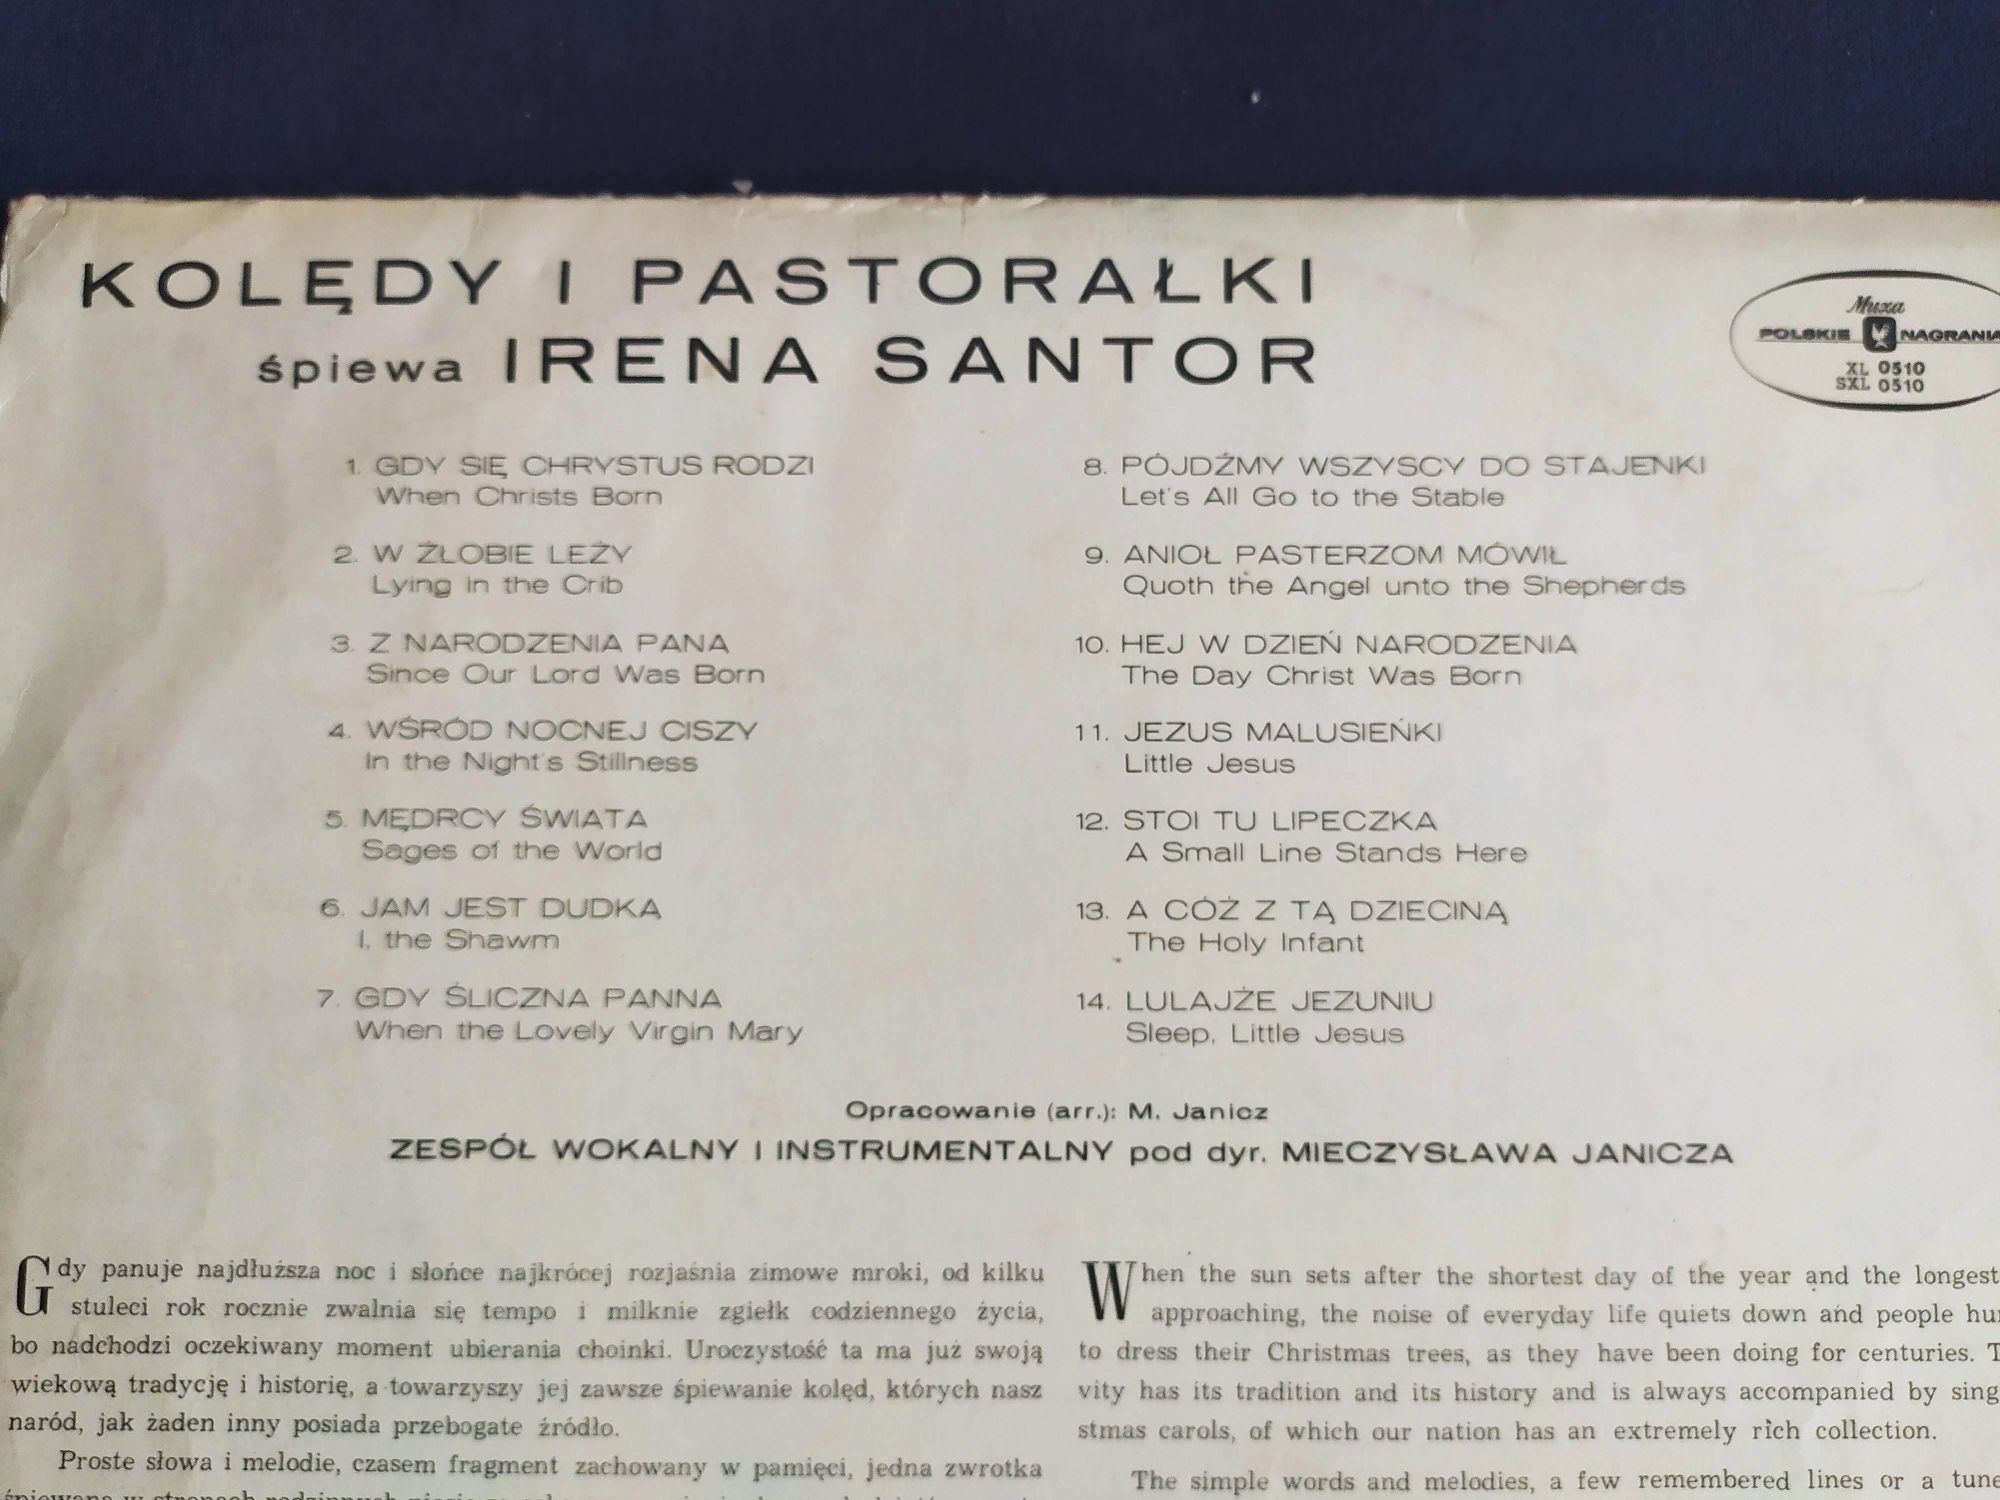 KOLĘDY I PASTORAŁKI
śpiewa IRENA SANTOR
Muza
POLSKIE NAGRANIA
XL 0510
SXL 0510
1. GDY SIĘ CHRYSTUS RODZI
When Christs Born
2. W ŻŁOBIE LEŻY
Lying in the Crib
3. Z NARODZENIA PANA
Since Our Lord Was Born
4. WŚRÓD NOCNEJ CISZY
In the Night's Stillness
5. MĘDRCY ŚWIATA
Sages of the World
6. JAM JEST DUDKA
I, the Shawm
7. GDY ŚLICZNA PANNA
When the Lovely Virgin Mary
8. PÓJDŹMY WSZYSCY DO STAJENKI
Let's All Go to the Stable
9. ANIOŁ PASTERZOM MÓWIŁ
Quoth the Angel unto the Shepherds
10. HEJ W DZIEŃ NARODZENIA
The Day Christ Was Born
11. JEZUS MALUSIEŃKI
Little Jesus
12. STOI TU LIPECZKA
A Small Line Stands Here
13. A CÓŻ Z TĄ DZIECINĄ
The Holy Infant
14. LULAJŻE JEZUNIU
Sleep, Little Jesus
Opracowanie (arr.): M. Janicz
ZESPÓŁ WOKALNY I INSTRUMENTALNY pod dyr. MIECZYSŁAWA JANICZA
Gdy panuje najdłuższa noc i słońce najkrócej rozjaśnia zimowe mroki, od kilku
stuleci rok rocznie zwalnia się tempo i milknie zgiełk codziennego życia,
bo nadchodzi oczekiwany moment ubierania choinki. Uroczystość ta ma już swoją
wiekową tradycję i historię, a towarzyszy jej zawsze śpiewanie kolęd, których nasz
naród, jak żaden inny posiada przebogate źródło.
Proste słowa i melodie, czasem fragment zachowany w pamięci, jedna zwrotka
When the sun sets after the shortest day of the year and the longest
approaching, the noise of everyday life quiets down and people hu
to dress their Christmas trees, as they have been doing for centuries. T
vity has its tradition and its history and is always accompanied by sing
stmas carols, of which our nation has an extremely rich collection.
The simple words and melodies, a few remembered lines or a tune